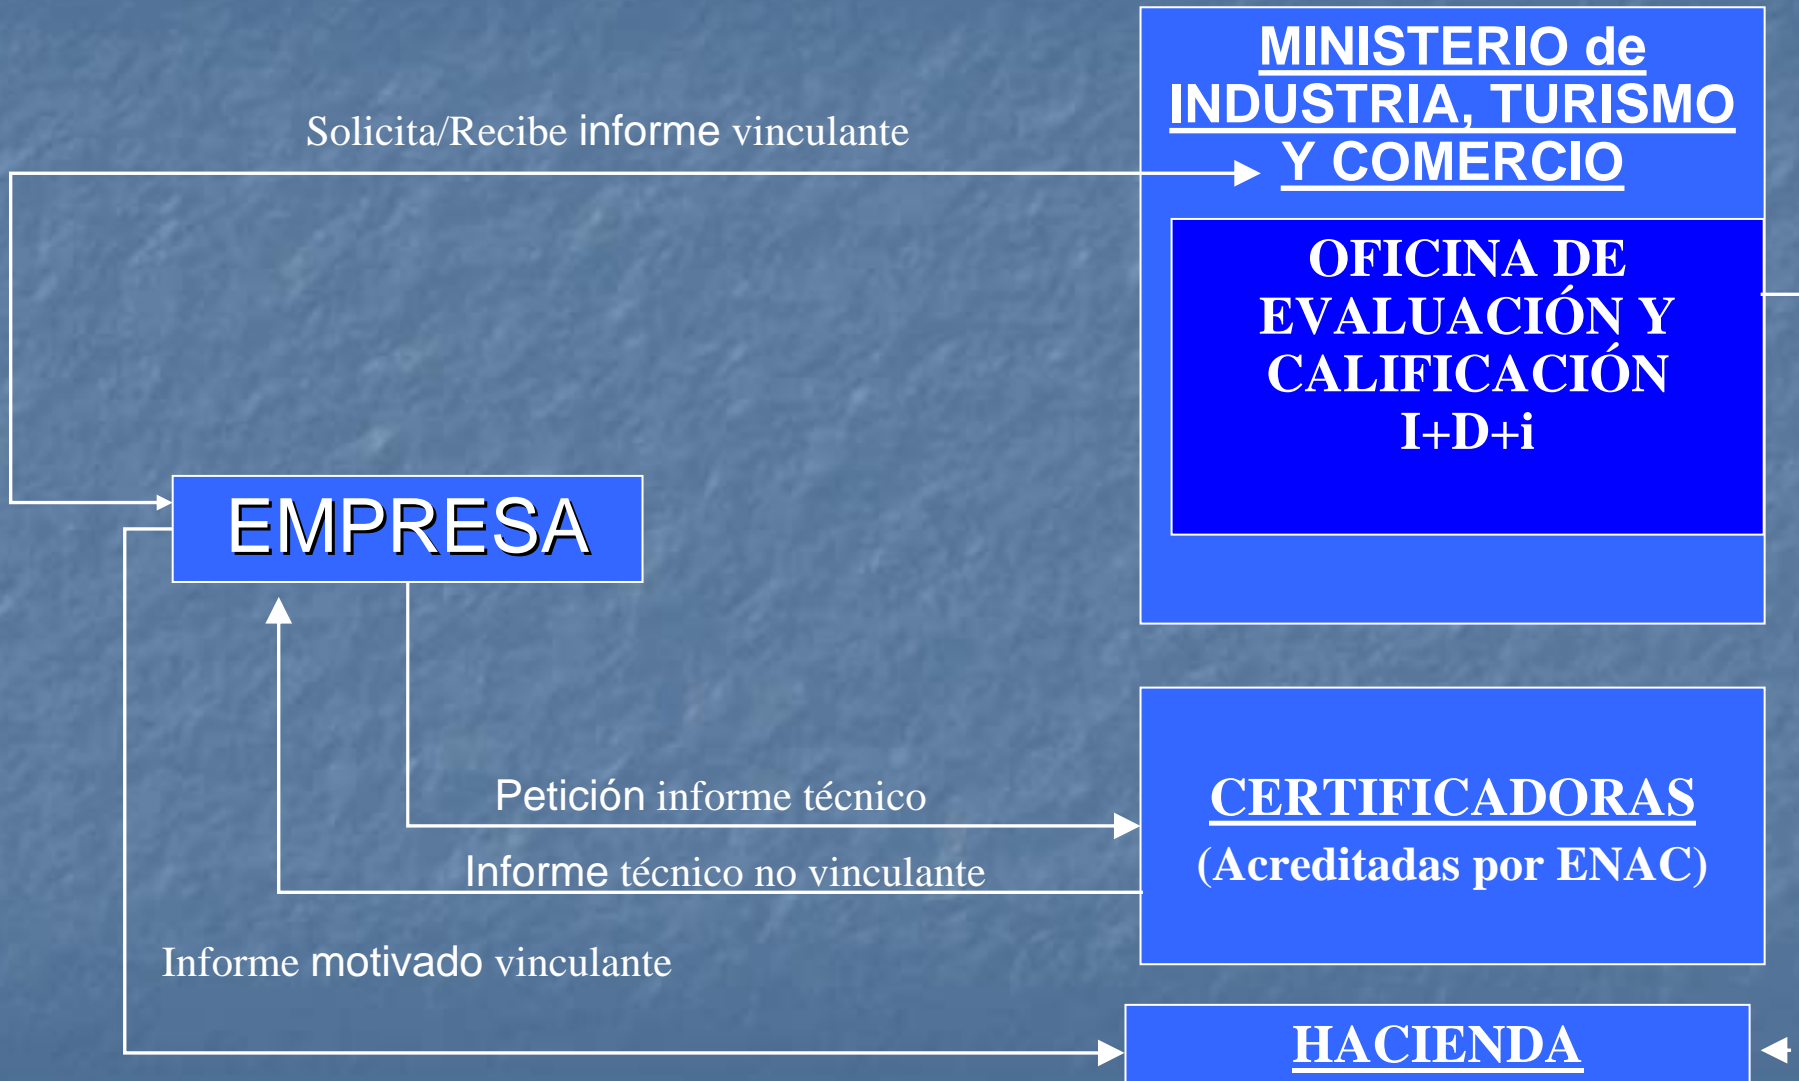 MINISTERIO de
INDUSTRIA, TURISMO
Y COMERCIO
Solicita/Recibe informe vinculante
OFICINA DE
EVALUACIÓN Y
CALIFICACIÓN
I+D+i
EMPRESA
Petición informe técnico
Informe técnico no vinculante
CERTIFICADORAS
(Acreditadas por ENAC)
Informe motivado vinculante
HACIENDA